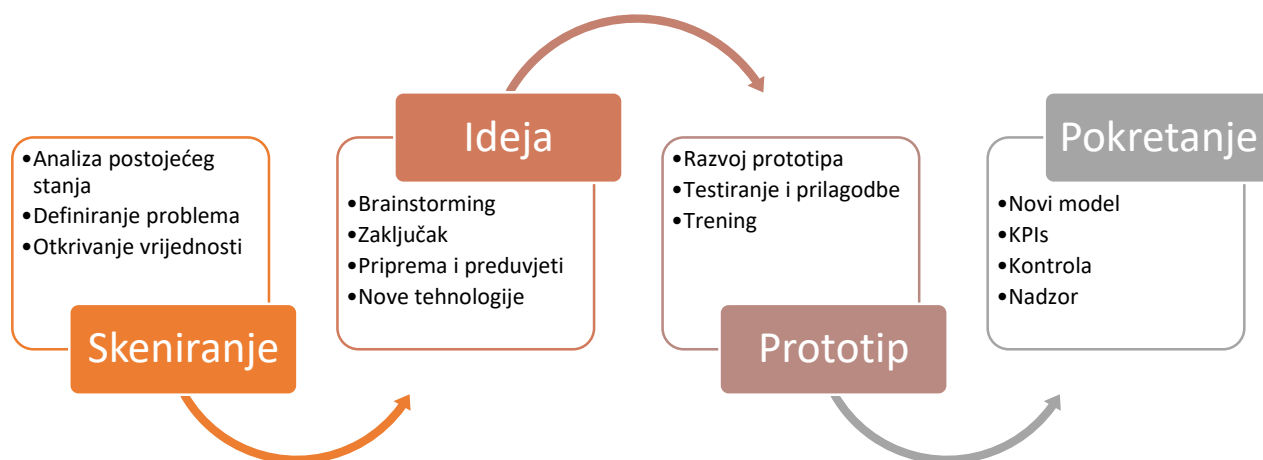 •Analiza postojećeg
stanja
•Definiranje problema
•Otkrivanje vrijednosti
Skeniranje
Ideja
•Brainstorming
•Zaključak
•Priprema i preduvjeti
•Nove tehnologije
•Razvoj prototipa
•Testiranje i prilagodbe
•Trening
Prototip
Pokretanje
•Novi model
•KPIs
•Kontrola
•Nadzor